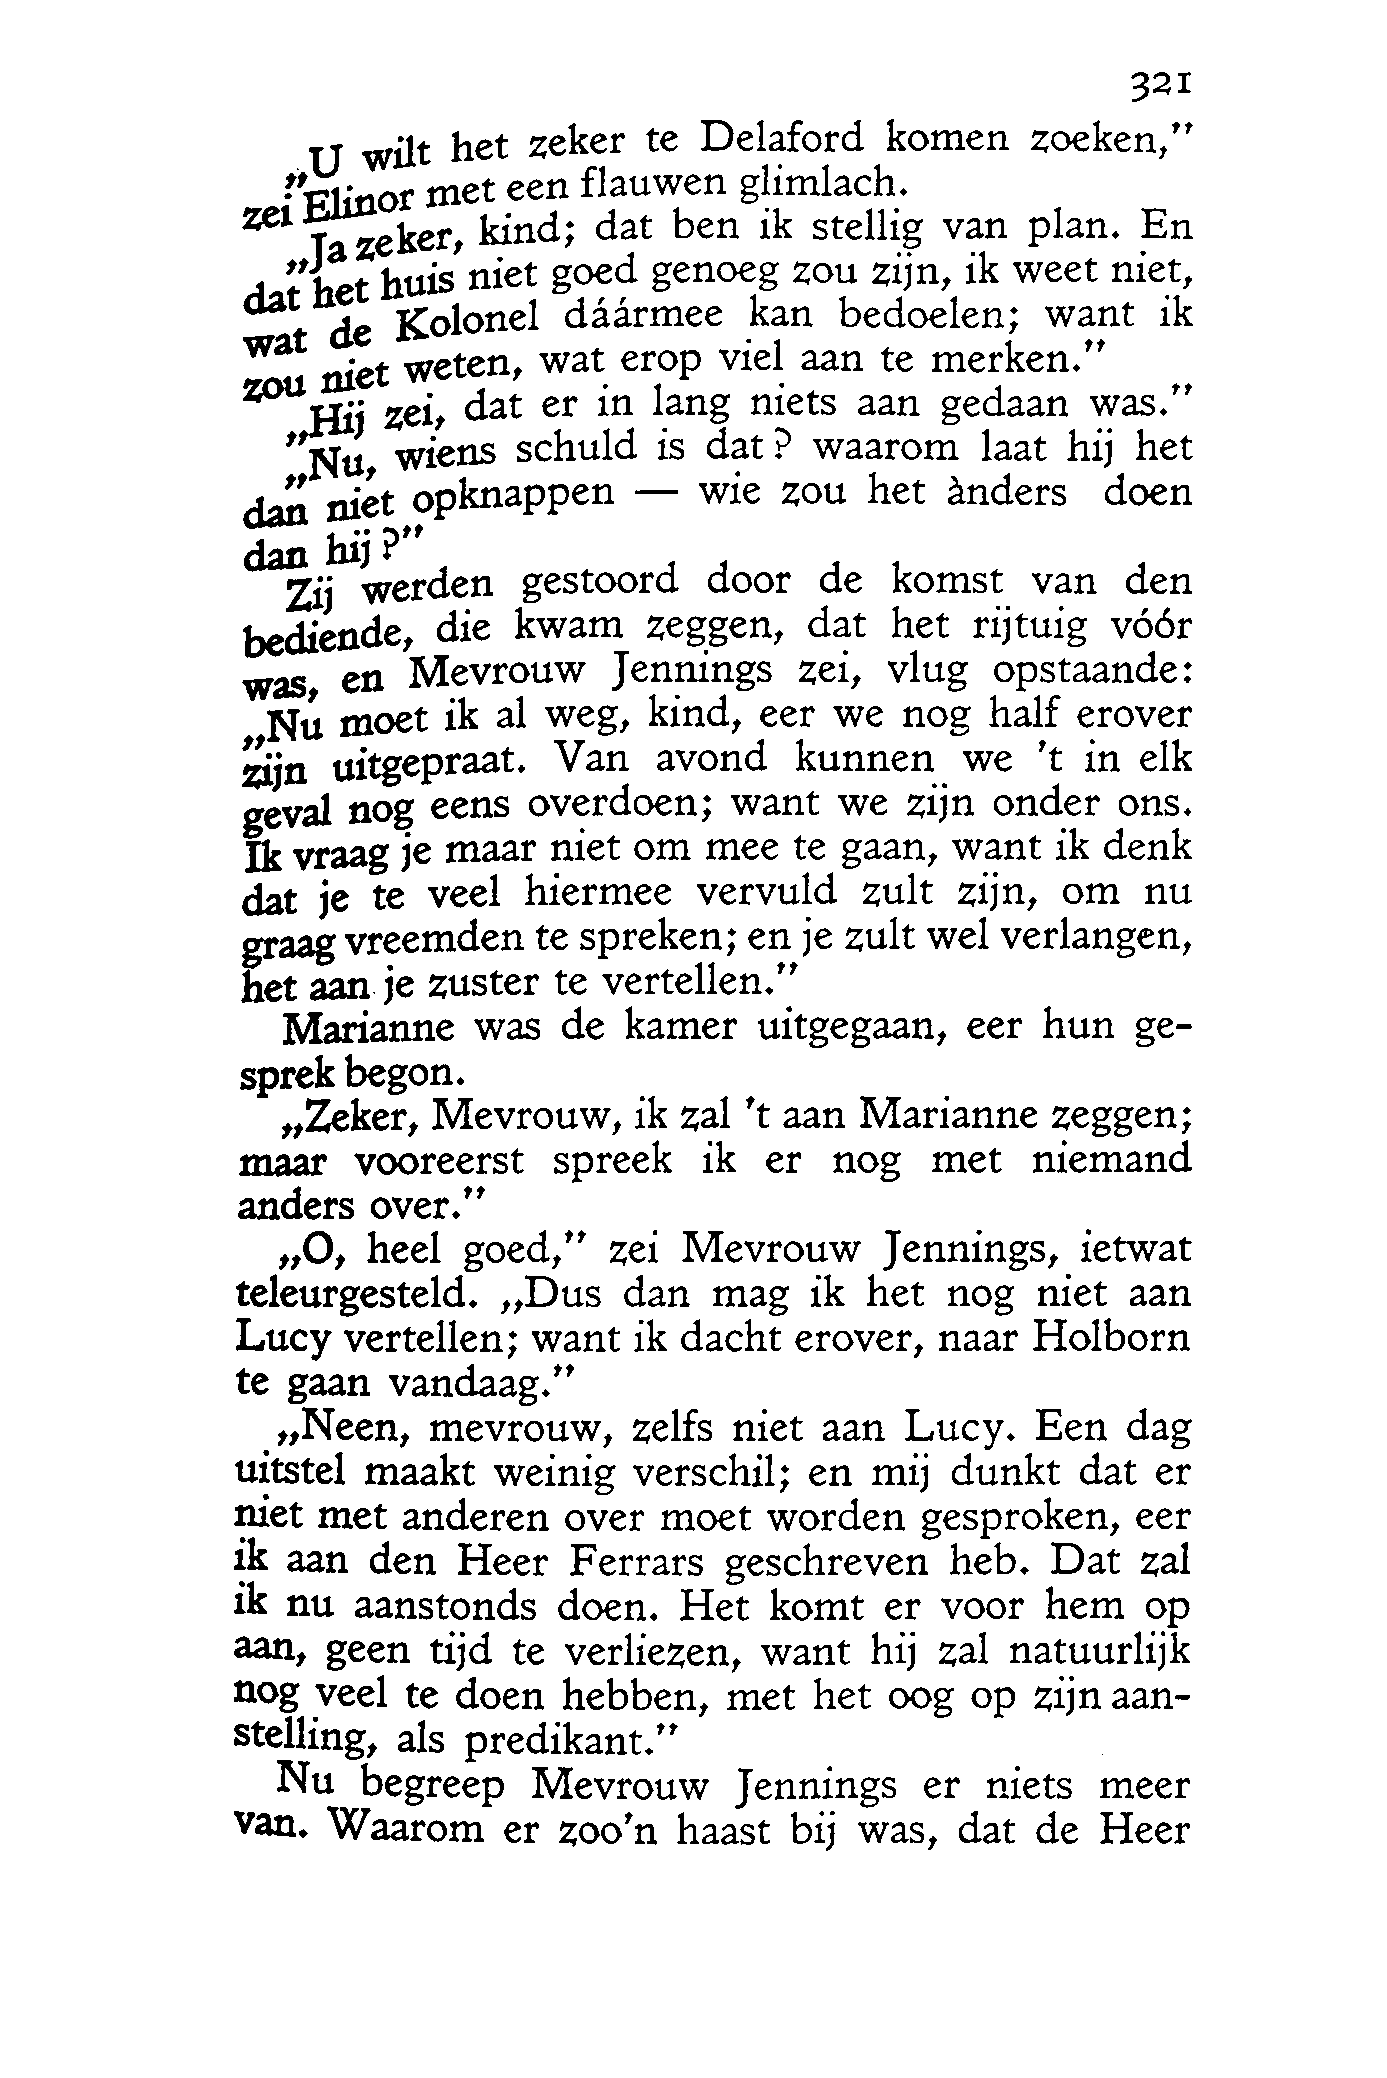 321
„U wilt het zeker te Delaford komen zoeken,”
zei Elinor met een flauwen glimlach.
„Ja zeker, kind; dat ben ik stellig van plan. En
dat het huis niet goed genoeg zou zijn, ik weet niet,
wat de Kolonel dáármee kan bedoelen; want ik
zou niet weten, wat erop viel aan te merken.”
„Hij zei, dat er in lang niets aan gedaan was.”
„Nu, wiens schuld is dat? waarom laat hij het
dan niet opknappen — wie zou het ànders doen
dan hij?”
Zij werden gestoord door de komst van den
bediende, die kwam zeggen, dat het rijtuig vóór
was, en Mevrouw Jennings zei, vlug opstaande:
„Nu moet ik al weg, kind, eer we nog half erover
zijn uitgepraat. Van avond kunnen we 't in elk
geval nog eens overdoen; want we zijn onder ons.
Ik vraag je maar niet om mee te gaan, want ik denk
dat je te veel hiermee vervuld zult zijn, om nu
graag vreemden te spreken; en je zult wel verlangen,
het aan je zuster te vertellen.”
Marianne was de kamer uitgegaan, eer hun ge-
sprek begon.
„Zeker, Mevrouw, ik zal 't aan Marianne zeggen;
maar vooreerst spreek ik er nog met niemand
anders over.”
„O, heel goed,” zei Mevrouw Jennings, ietwat
teleurgesteld. „Dus dan mag ik het nog niet aan
Lucy vertellen; want ik dacht erover, naar Holborn
te gaan vandaag.”
„Neen, mevrouw, zelfs niet aan Lucy. Een dag
uitstel maakt weinig verschil; en mij dunkt dat er
niet met anderen over moet worden gesproken, eer
ik aan den Heer Ferrars geschreven heb. Dat zal
ik nu aanstonds doen. Het komt er voor hem op
aan, geen tijd te verliezen, want hij zal natuurlijk
nog veel te doen hebben, met het oog op zijn aan-
stelling, als predikant.”
Nu begreep Mevrouw Jennings er niets meer
van. Waarom er zoo'n haast bij was, dat de Heer